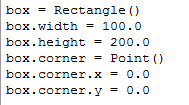 box = Rectangle()
box.width = 100.0
box.height = 200.0
box.corner = Point()
box.corner.x = 0.0
box.corner.y = 0.0